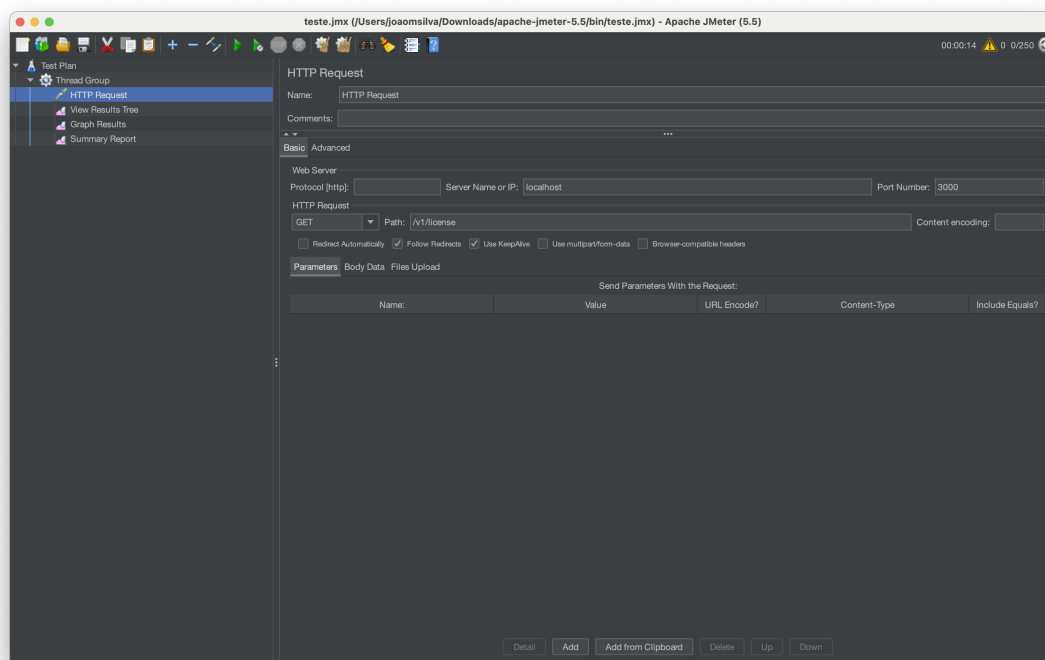 teste.jmx (/Users/joaomsilva/Downloads/apache-jmeter-5.5/bin/teste.jmx) - Apache JMeter (5.5)
00:00:14 0 0/250
Test Plan
Thread Group
HTTP Request
View Results Tree
Graph Results
Summary Report
HTTP Request
Name: HTTP Request
Comments:
Basic Advanced
Web Server
Protocol [http]: Server Name or IP: localhost Port Number: 3000
HTTP Request
GET Path: /v1/license Content encoding:
Redirect Automatically Follow Redirects Use KeepAlive Use multipart/form-data Browser-compatible headers
Parameters Body Data Files Upload
Send Parameters With the Request:
Name: Value URL Encode? Content-Type Include Equals?
Detail Add Add from Clipboard Delete Up Down